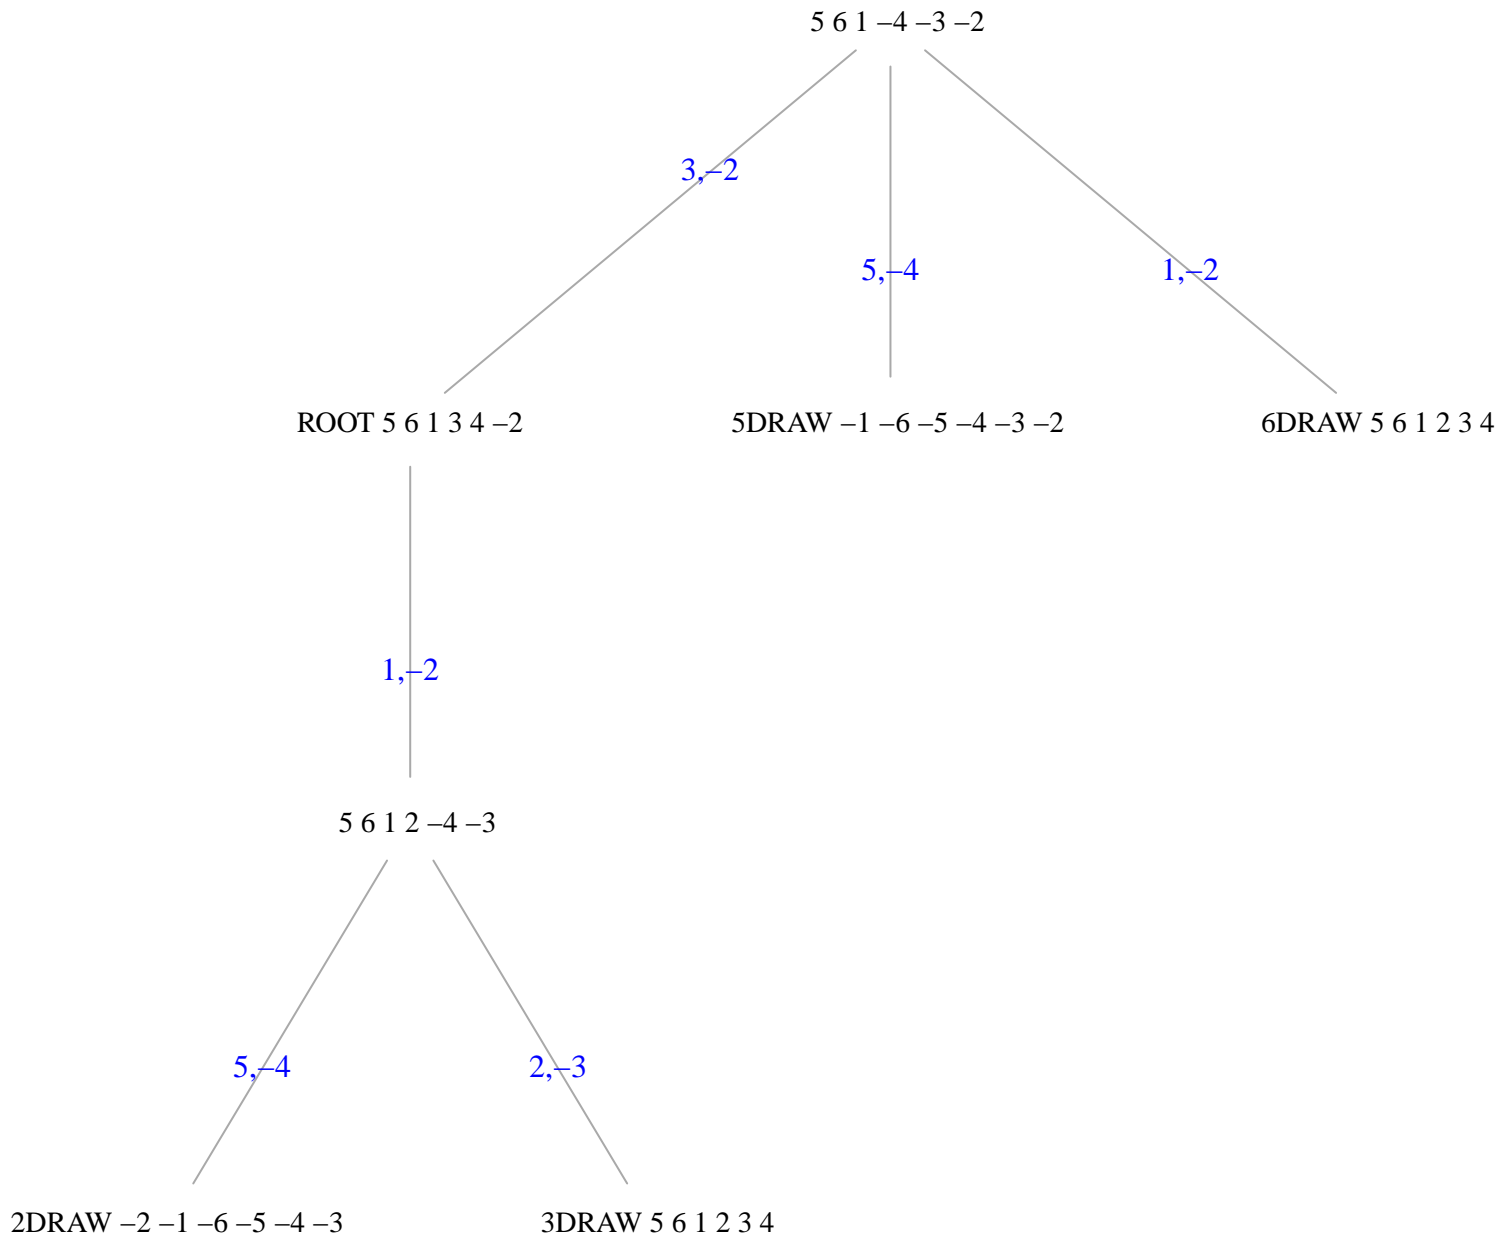 5 6 1 –4 –3 –2
3,–2
5,–4
1,–2
ROOT 5 6 1 3 4 –2
5DRAW –1 –6 –5 –4 –3 –2
6DRAW 5 6 1 2 3 4
1,–2
5 6 1 2 –4 –3
5,–4
2,–3
2DRAW –2 –1 –6 –5 –4 –3
3DRAW 5 6 1 2 3 4